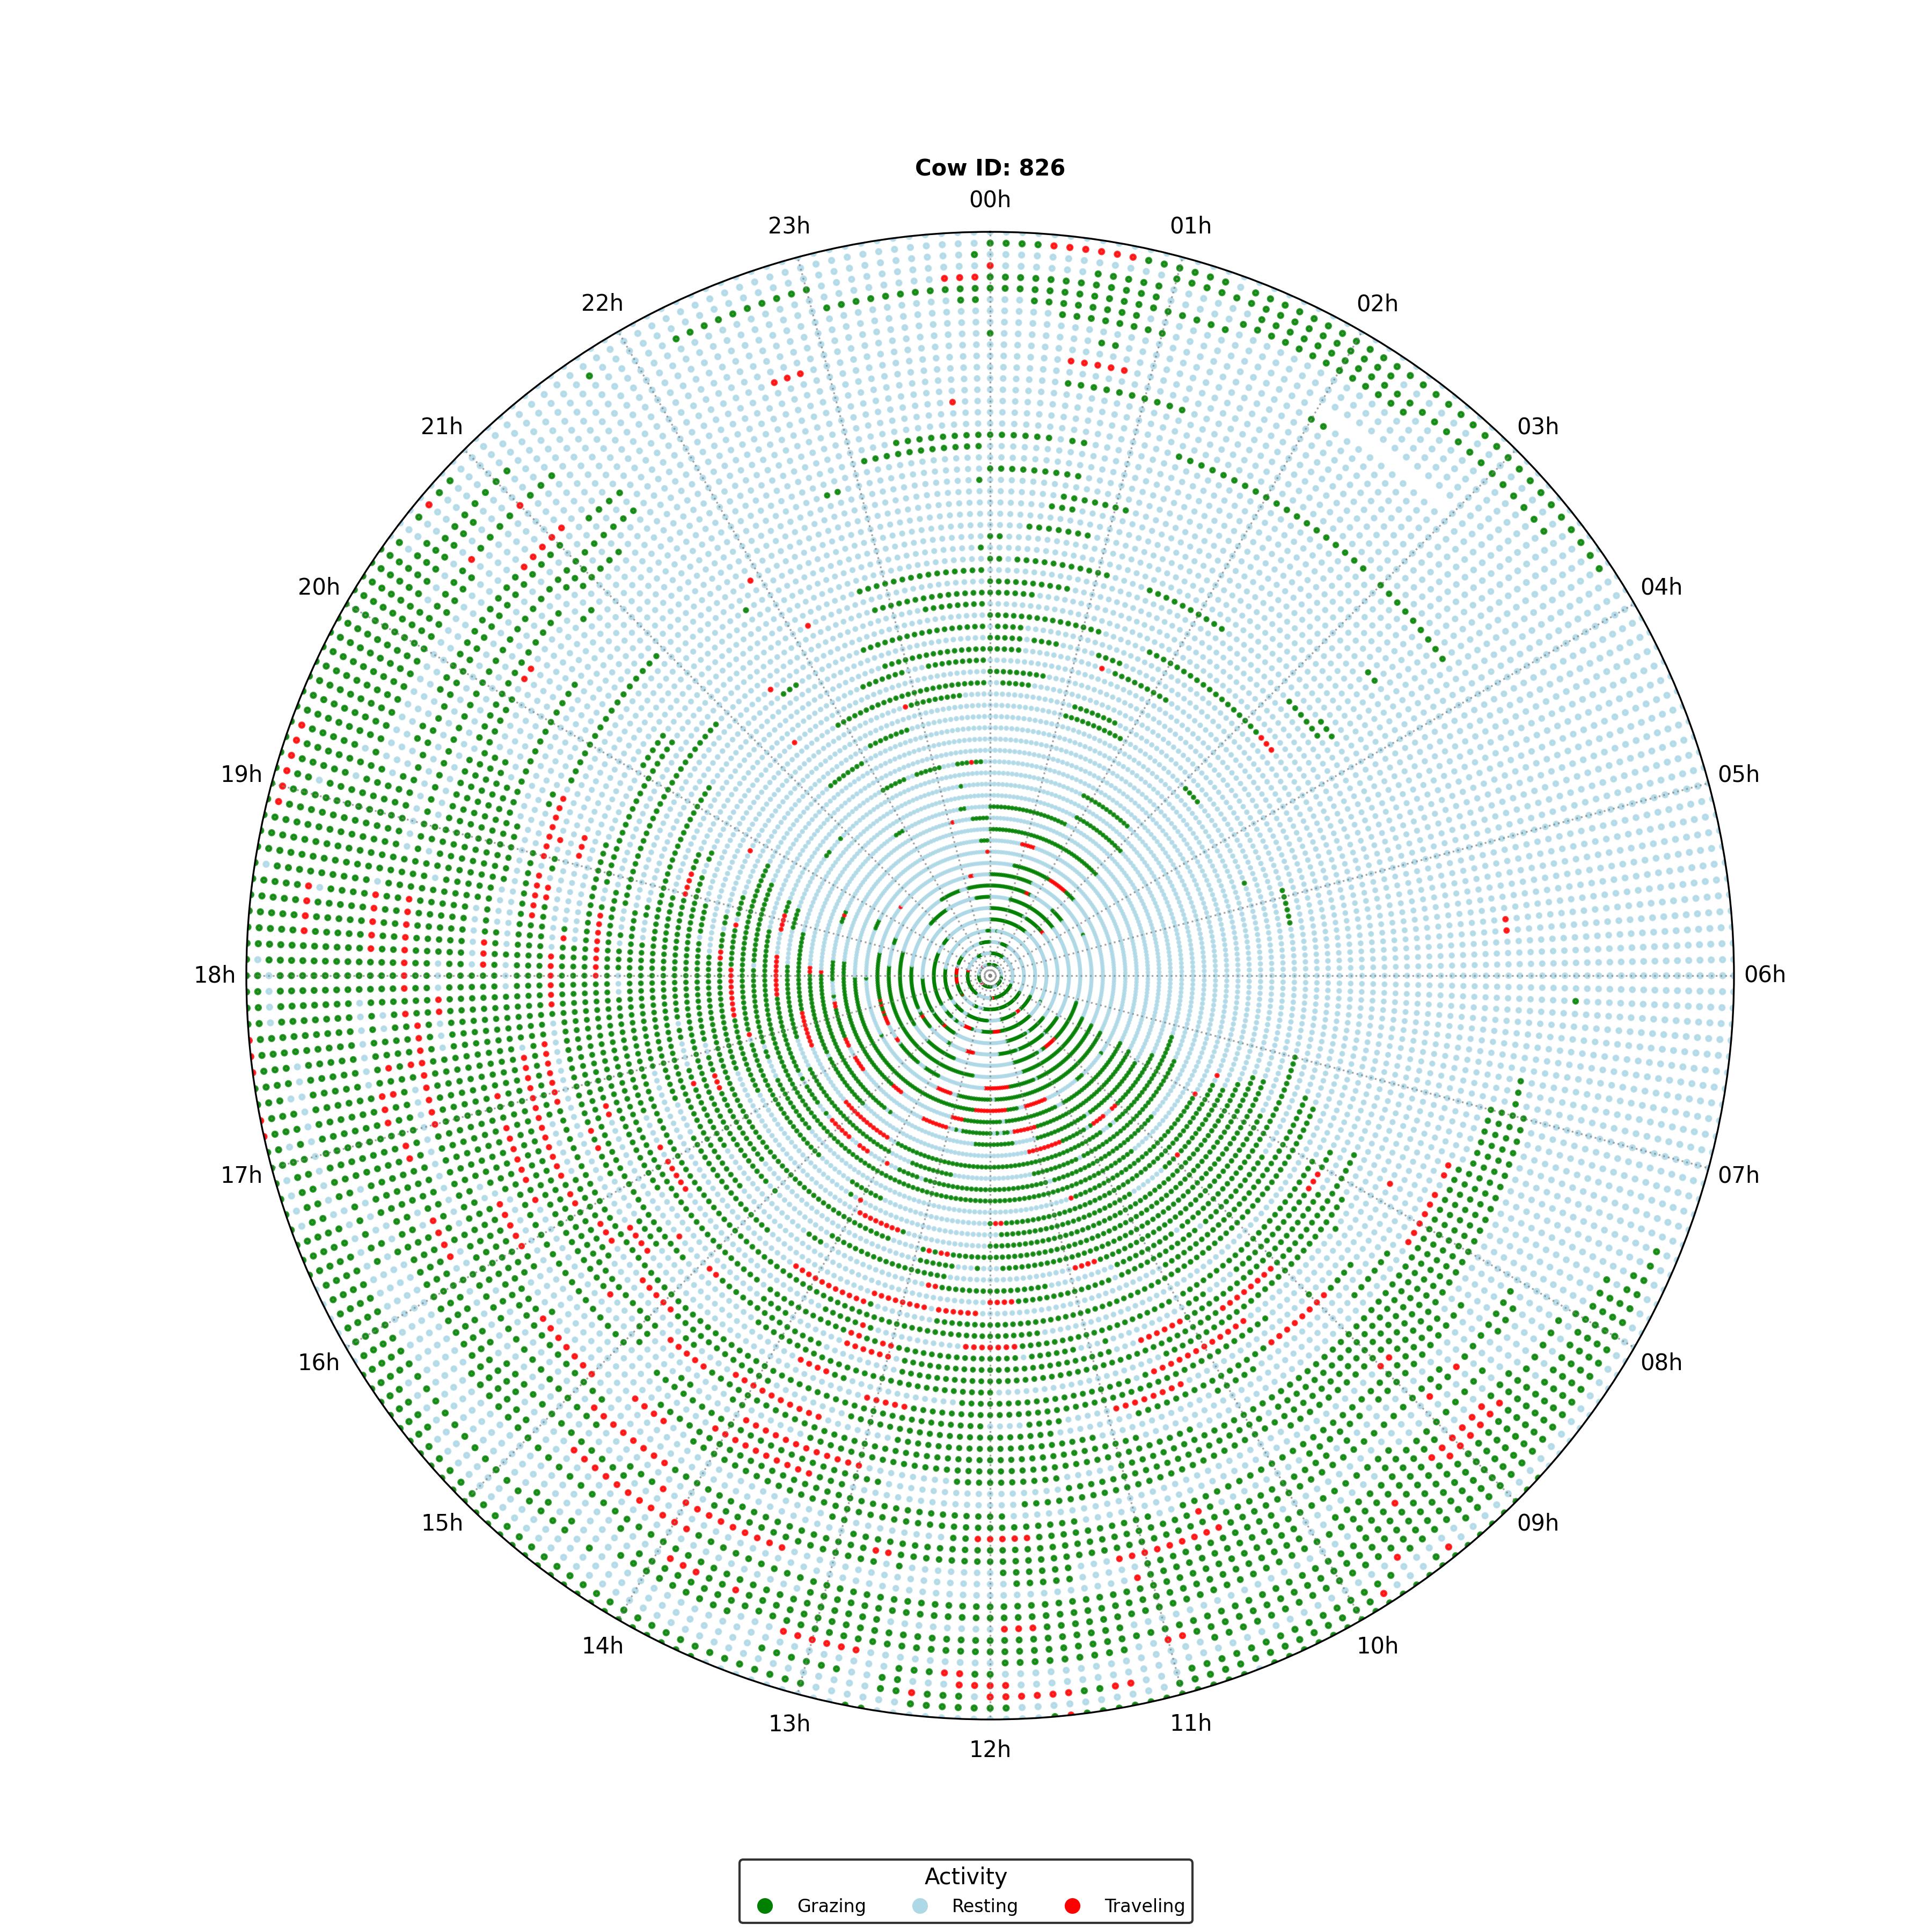 Cow ID: 826
00h
23h
01h
22h
02h
21h
03h
20h
04h
19h
05h
18h
06h
17h
07h
16h
08h
15h
09h
14h
10h
13h
11h
12h
Activity
Grazing Resting Traveling